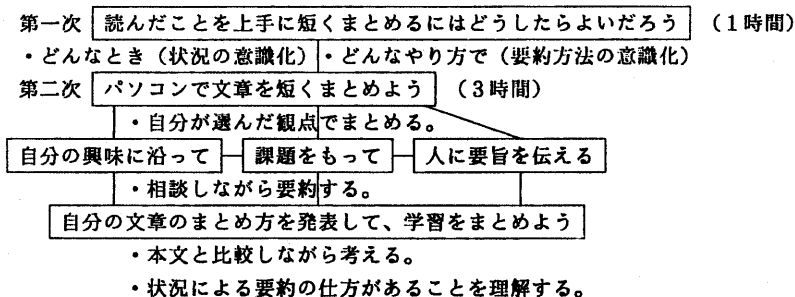 第一次 読んだことを上手に短くまとめるにはどうしたらよいだろう （１時間）
・どんなとき（状況の意識化）・どんなやり方で（要約方法の意識化）
第二次 パソコンで文章を短くまとめよう （３時間）
・自分が選んだ観点でまとめる。
自分の興味に沿って 課題をもって 人に要旨を伝える
・相談しながら要約する。
自分の文章のまとめ方を発表して、学習をまとめよう
・本文と比較しながら考える。
・状況による要約の仕方があることを理解する。